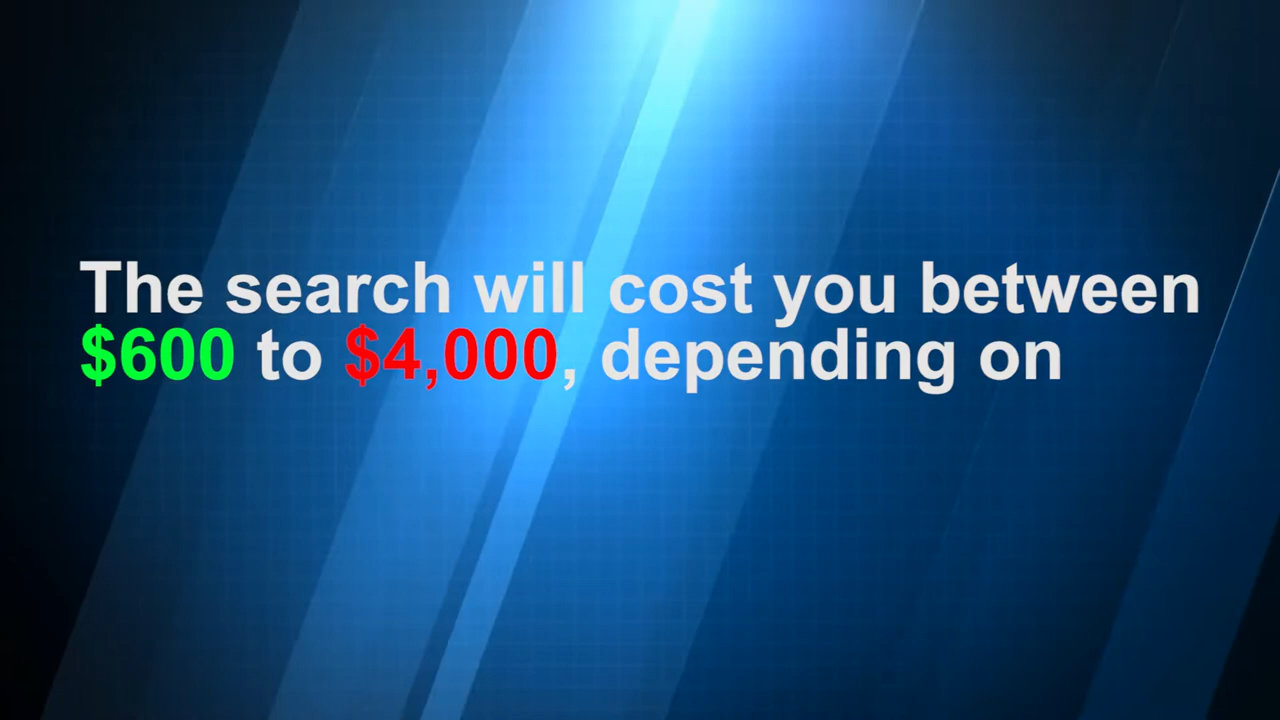 The search will cost you between
$600 to $4,000, depending on